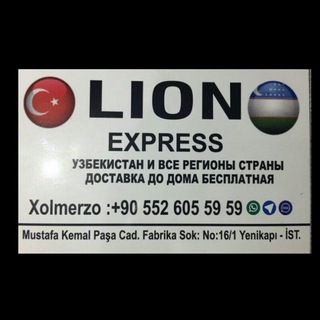 LION
EXPRESS
УЗБЕКИСТАН И ВСЕ РЕГИОНЫ СТРАНЫ
ДОСТАВКА ДО ДОМА БЕСПЛАТНАЯ
Xolmerzo :+90 552 605 59 59
Mustafa Kemal Paşa Cad. Fabrika Sok: No:16/1 Yenikapı - İST.